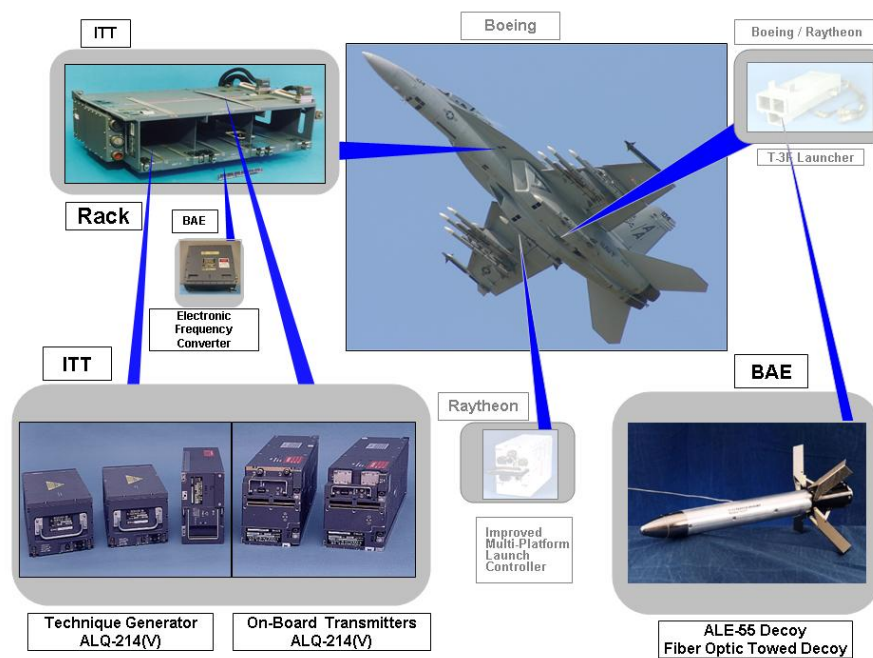 ITT
Boeing
Boeing / Raytheon
T-3F Launcher
Rack
BAE
Electronic
Frequency
Converter
ITT
Raytheon
BAE
Improved
Multi-Platform
Launch
Controller
Technique Generator
ALQ-214(V)
On-Board Transmitters
ALQ-214(V)
ALE-55 Decoy
Fiber Optic Towed Decoy